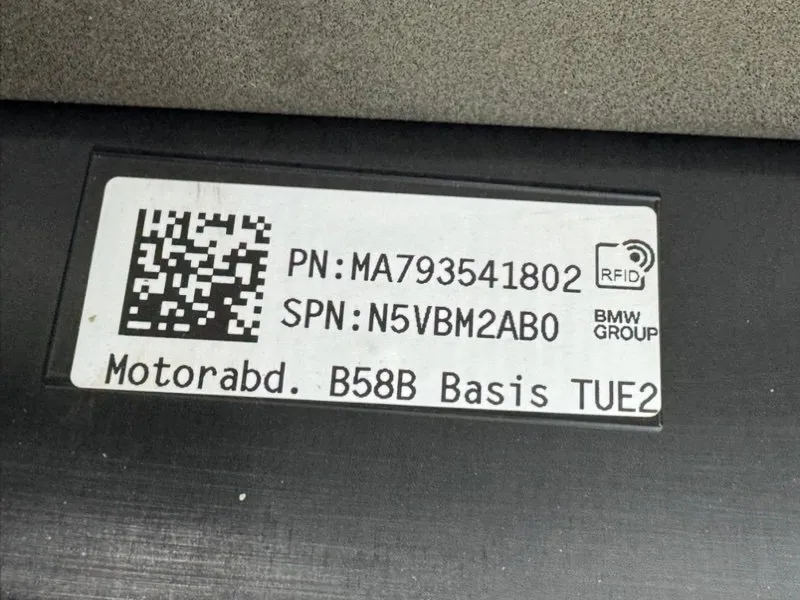 PN:MA793541802
RFID
SPN:N5VBM2AB0
BMW
GROUP
Motorabd. B58B Basis TUE2